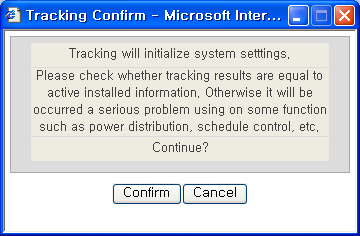 Tracking Confirm - Microsoft Inter...
Tracking will initialize system setttings.
Please check whether tracking results are equal to
active installed information. Otherwise it will be
occurred a serious problem using on some function
such as power distribution, schedule control, etc.
Continue?
Confirm Cancel